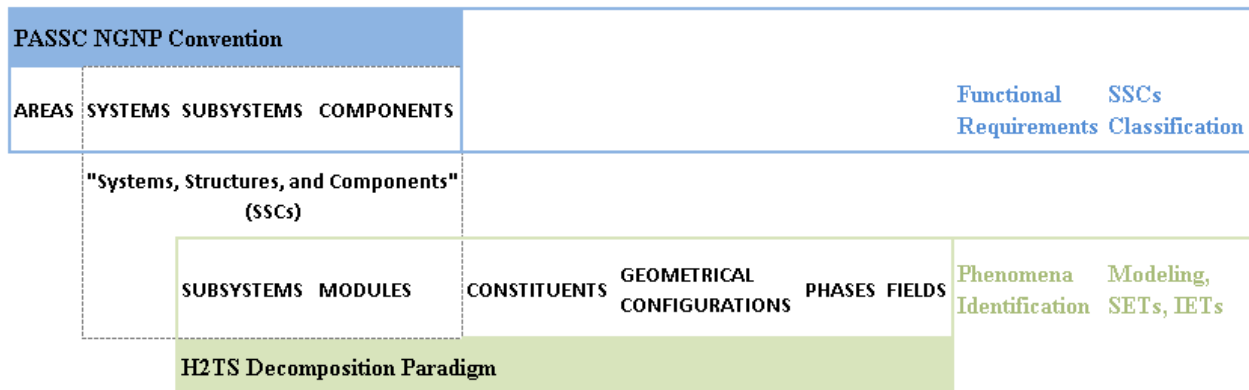 PASSC NGNP Convention
AREAS SYSTEMS SUBSYSTEMS COMPONENTS
Functional Requirements
SSCs Classification
"Systems, Structures, and Components"
(SSCs)
SUBSYSTEMS MODULES CONSTITUENTS GEOMETRICAL CONFIGURATIONS PHASES FIELDS
Phenomena Identification
Modeling, SETs, IETs
H2TS Decomposition Paradigm